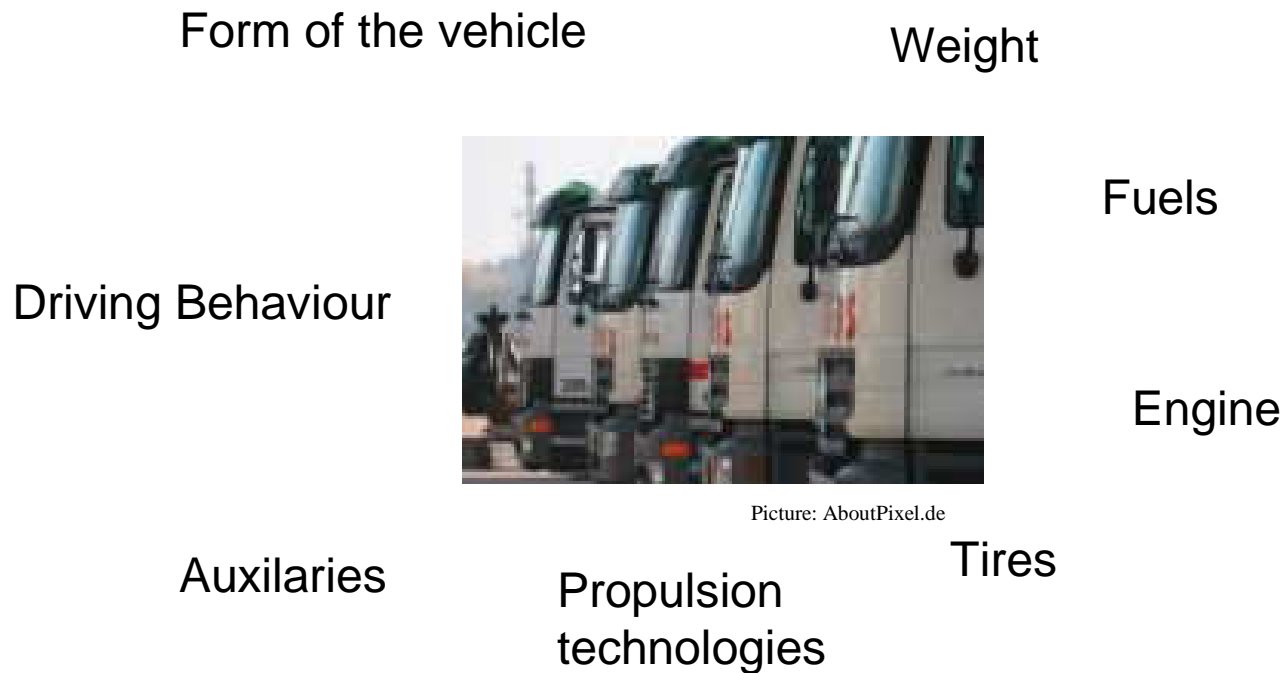 Form of the vehicle
Weight
Fuels
Driving Behaviour
Engine
Picture: AboutPixel.de
Tires
Auxilaries
Propulsion
technologies